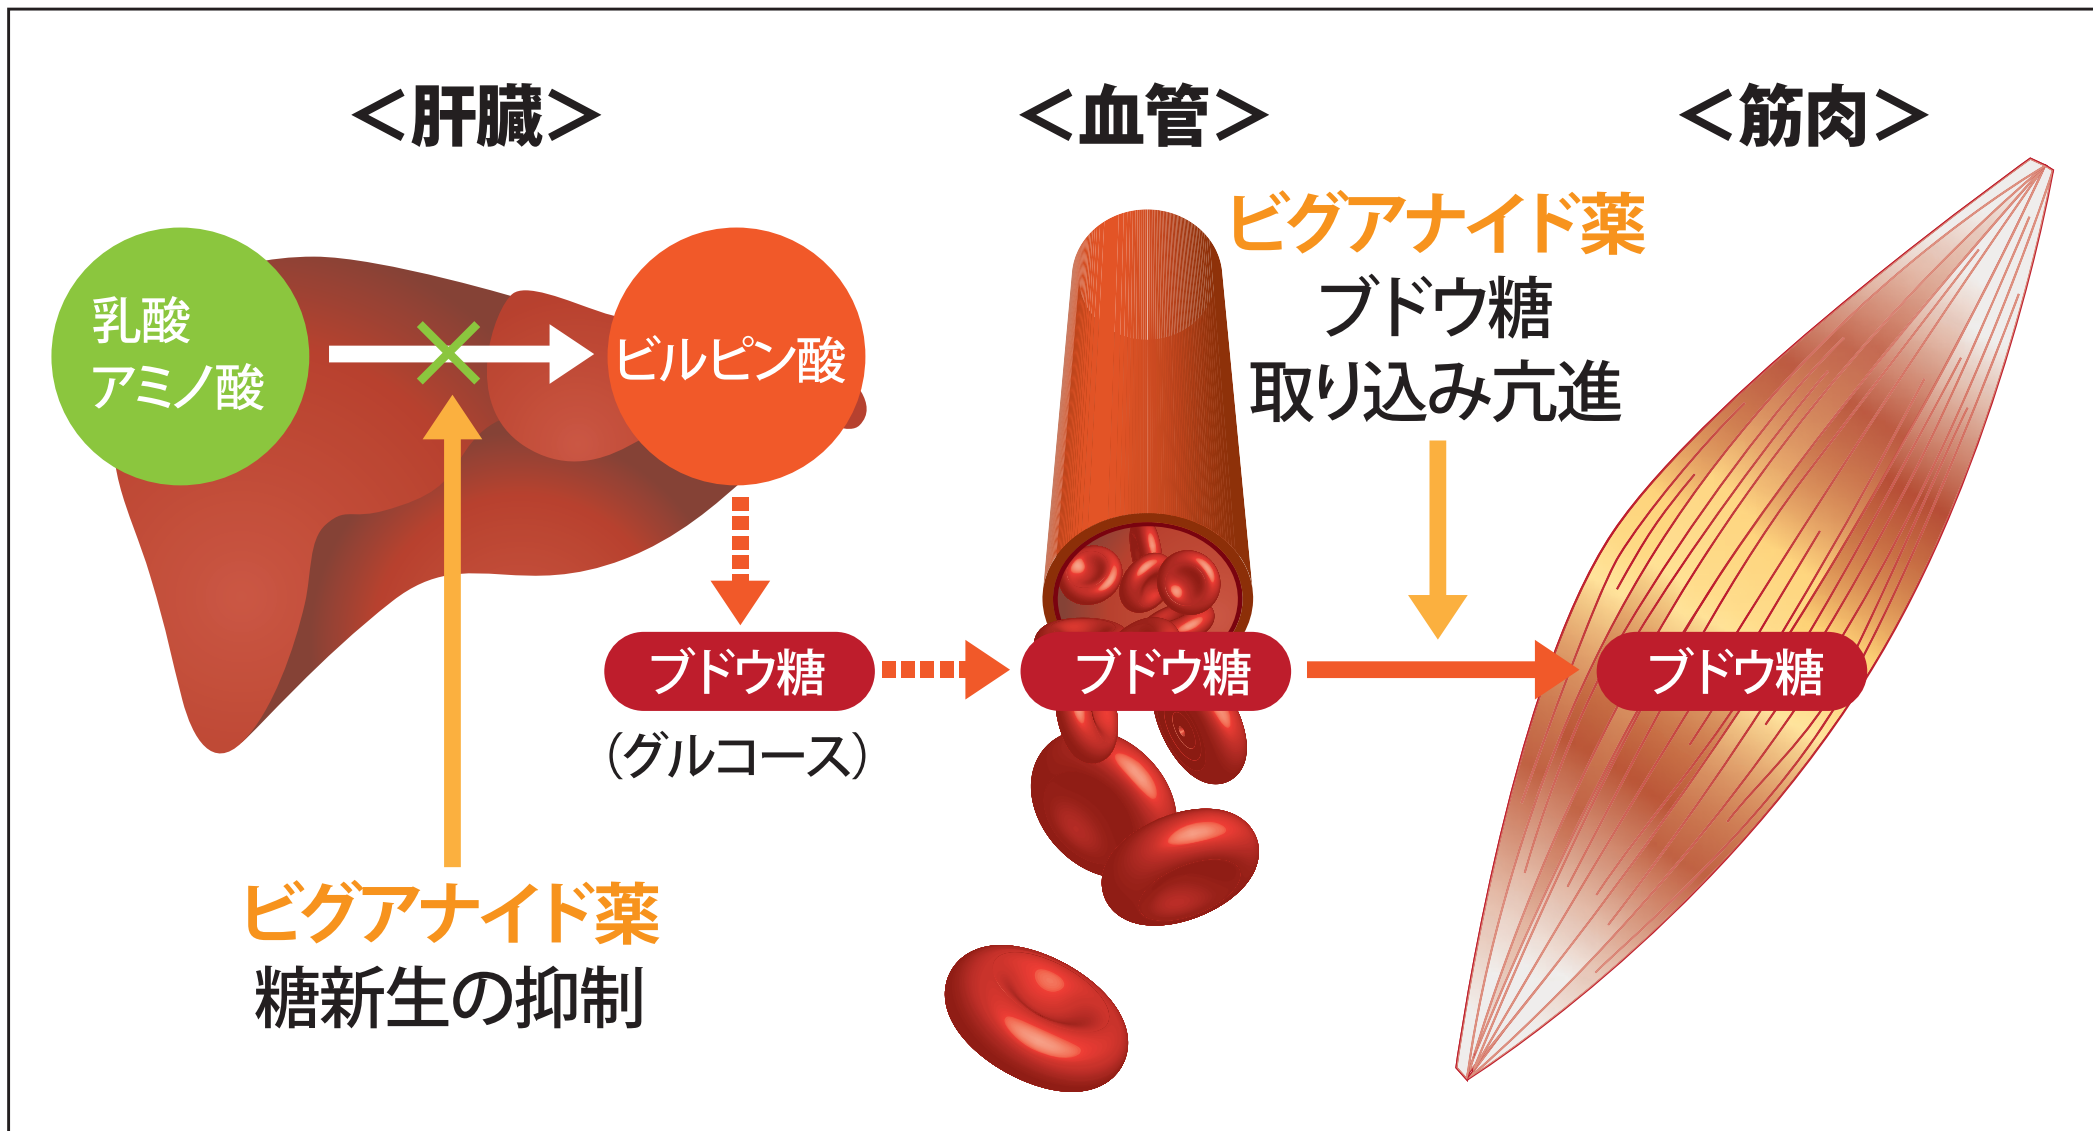 ＜肝臓＞
乳酸
アミノ酸
ビルピン酸
ブドウ糖
（グルコース）
ビグアナイド薬
糖新生の抑制
＜血管＞
ブドウ糖
ビグアナイド薬
ブドウ糖
取り込み亢進
＜筋肉＞
ブドウ糖